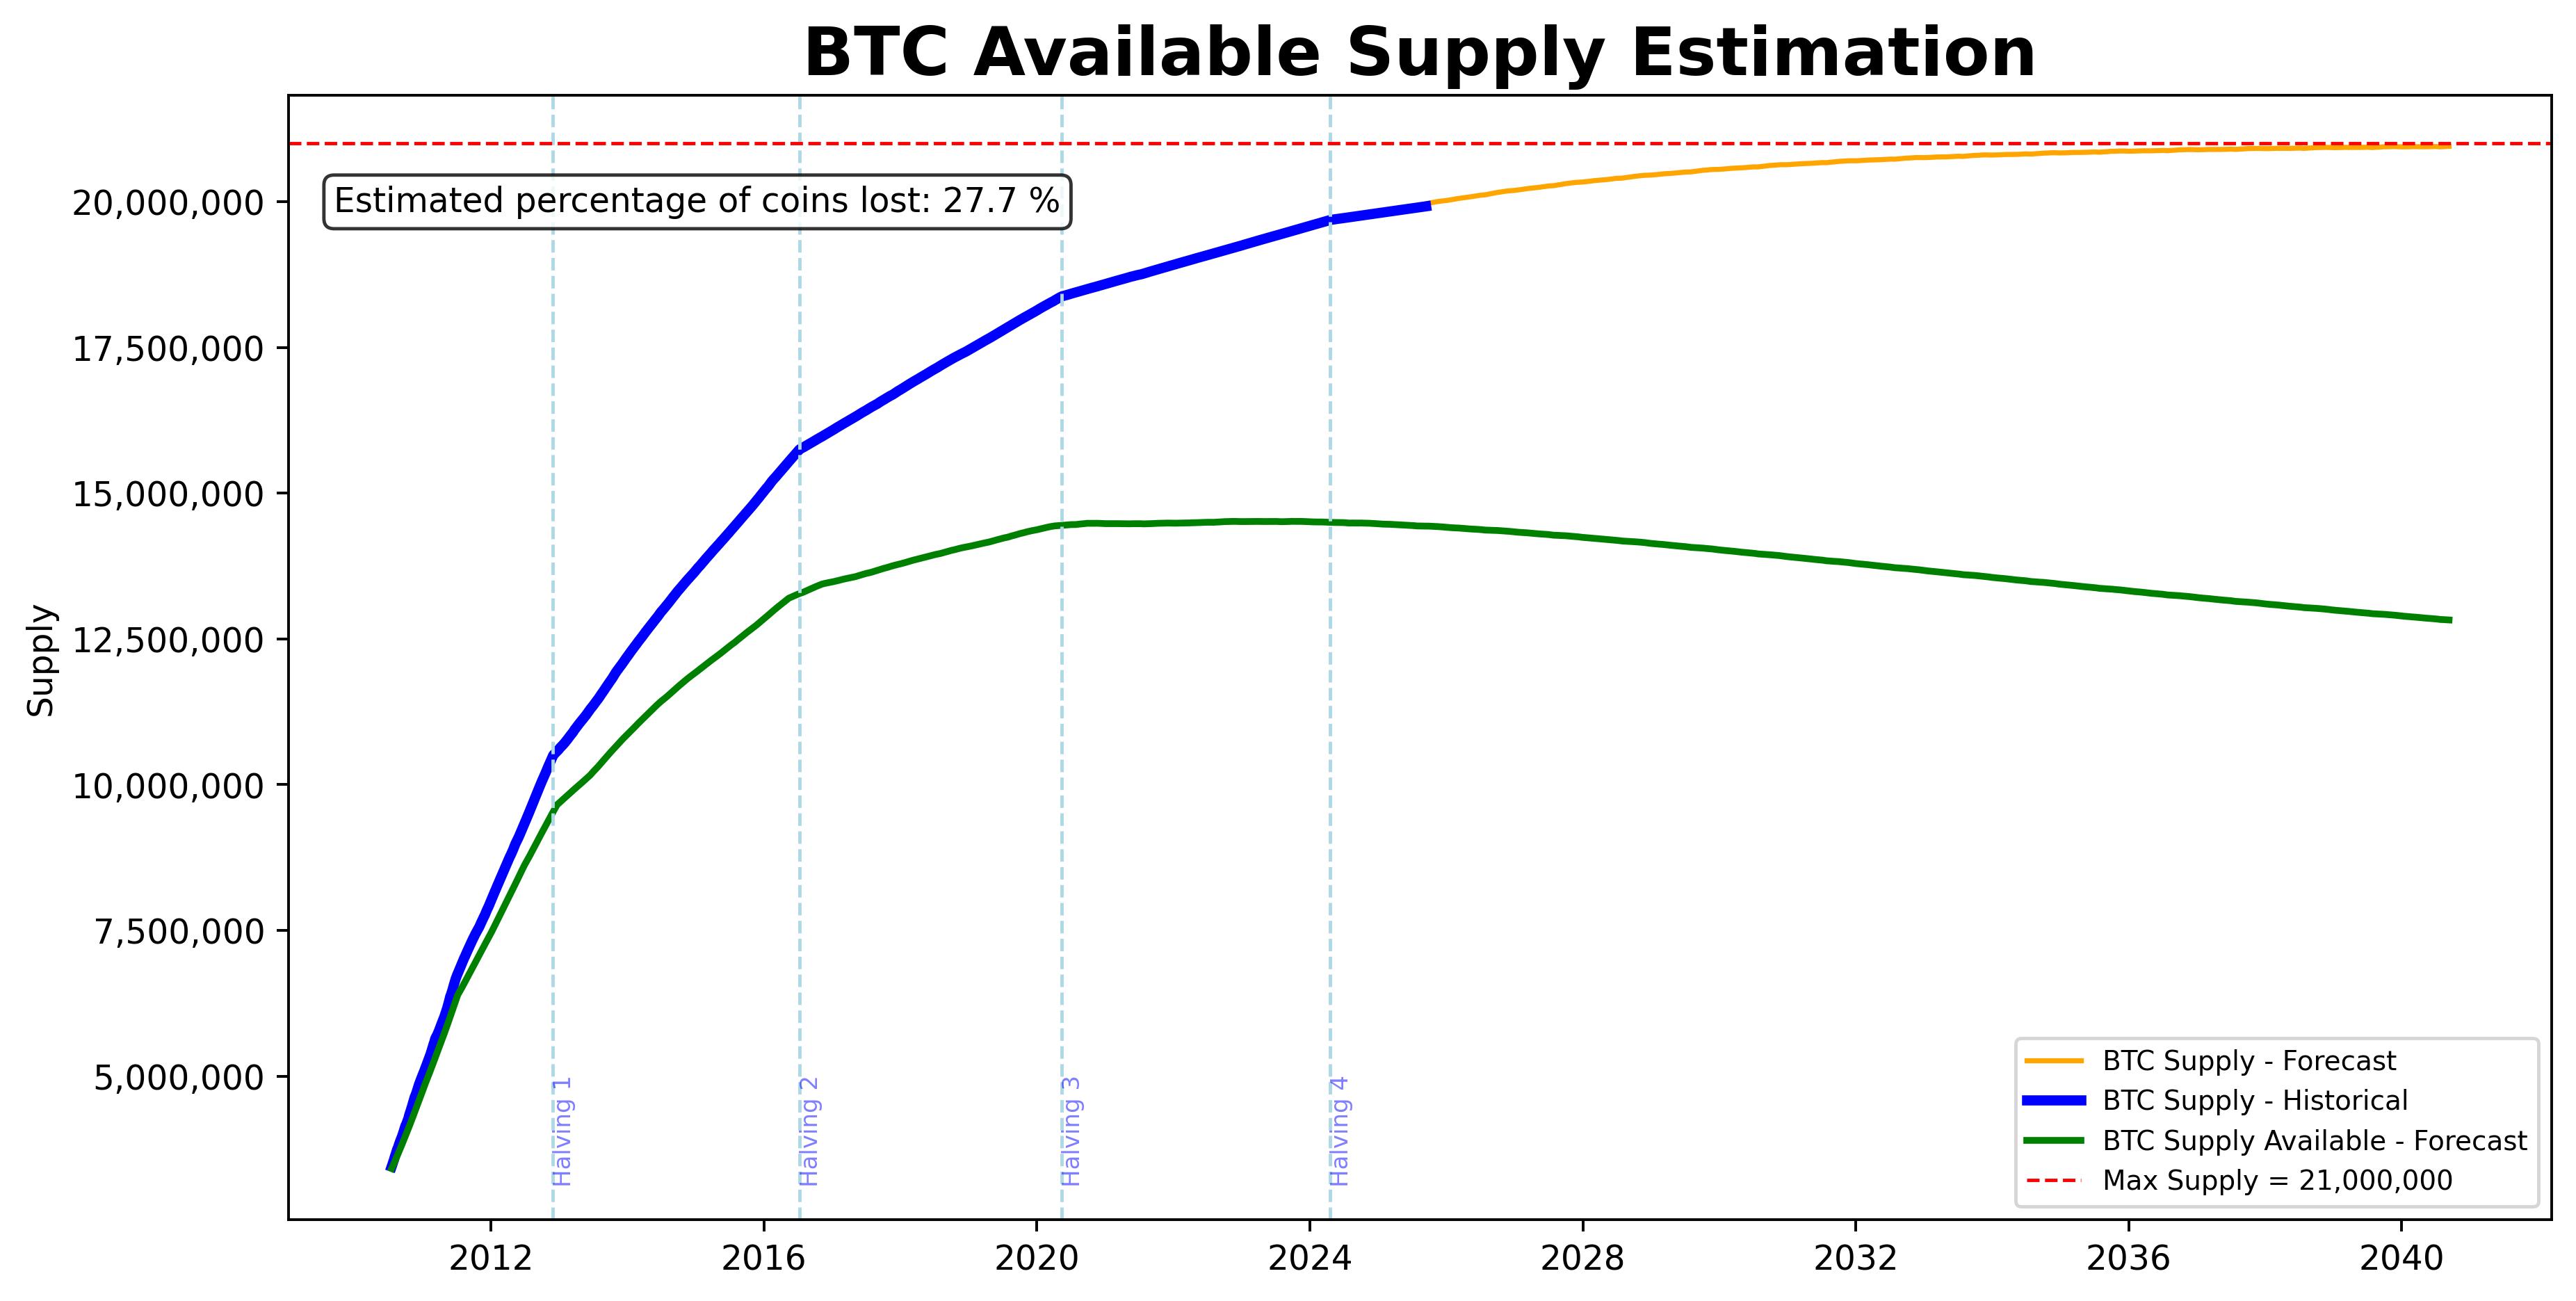 BTC Available Supply Estimation
Estimated percentage of coins lost: 27.7 %
Supply
20,000,000
17,500,000
15,000,000
12,500,000
10,000,000
7,500,000
5,000,000
Halving 1
Halving 2
Halving 3
Halving 4
BTC Supply - Forecast
BTC Supply - Historical
BTC Supply Available - Forecast
Max Supply = 21,000,000
2012 2016 2020 2024 2028 2032 2036 2040